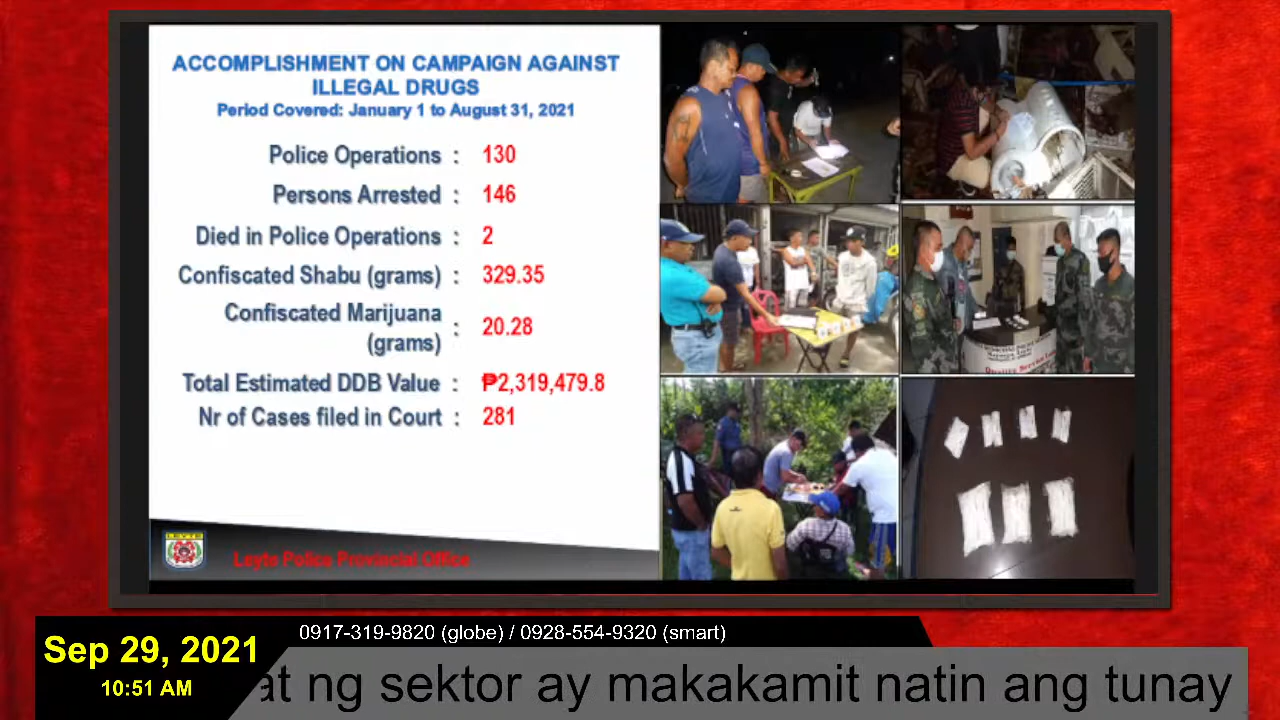 ACCOMPLISHMENT ON CAMPAIGN AGAINST
ILLEGAL DRUGS
Period Covered: January 1 to August 31, 2021
Police Operations : 130
Persons Arrested : 146
Died in Police Operations : 2
Confiscated Shabu (grams) : 329.35
Confiscated Marijuana
(grams) : 20.28
Total Estimated DDB Value : ₱2,319,479.8
Nr of Cases filed in Court : 281
LEYTE
Leyte Police Provincial Office
0917-319-9820 (globe) / 0928-554-9320 (smart)
Sep 29, 2021
10:51 AM
at ng sektor ay makakamit natin ang tunay